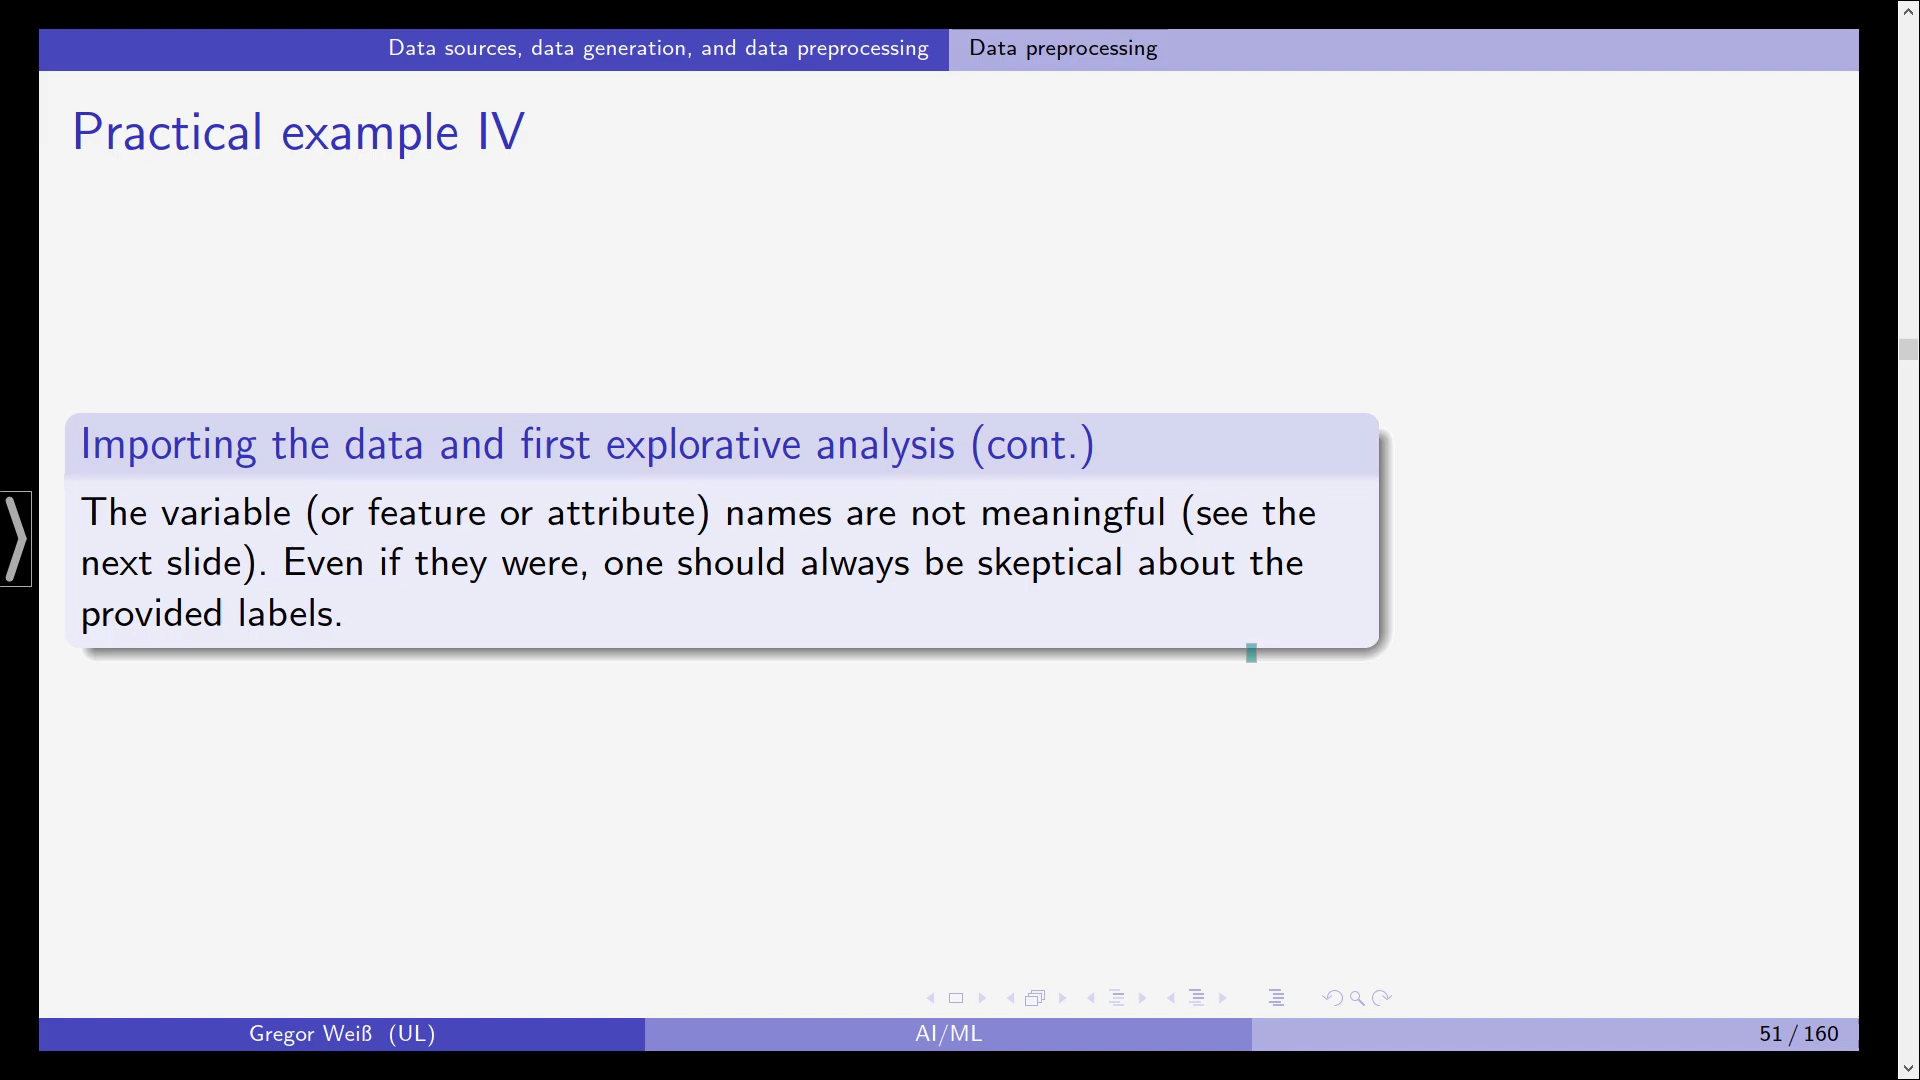 Data sources, data generation, and data preprocessing Data preprocessing
Practical example IV
Importing the data and first explorative analysis (cont.)
The variable (or feature or attribute) names are not meaningful (see the
next slide). Even if they were, one should always be skeptical about the
provided labels.
Gregor Weiß (UL) AI/ML 51 / 160